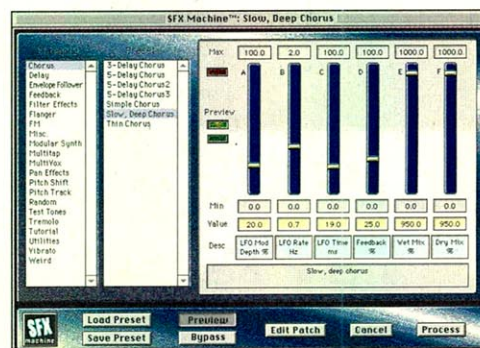 SFX Machine™: Slow, Deep Chorus
Preset
Chorus
Delay
Envelope Follower
Feedback
Filter Effects
Flanger
FM
Misc.
Modular Synth
Multitap
MultiVox
Pan Effects
Pitch Shift
Pitch Track
Random
Test Tones
Tremolo
Tutorial
Utilities
Vibrato
Weird
3-Delay Chorus
5-Delay Chorus
5-Delay Chorus2
5-Delay Chorus3
Simple Chorus
Slow, Deep Chorus
Thin Chorus
Max 100.0 2.0 100.0 100.0 1000.0 1000.0
A B C D E F
Preview
Min 0.0 0.0 0.0 0.0 0.0 0.0
Value 20.0 0.7 19.0 25.0 950.0 950.0
Desc LFO Mod Depth % LFO Rate Hz LFO Time ms Feedback % Wet Mix % Dry Mix %
Slow, deep chorus
SFX machine
Load Preset
Save Preset
Preview
Bypass
Edit Patch
Cancel
Process